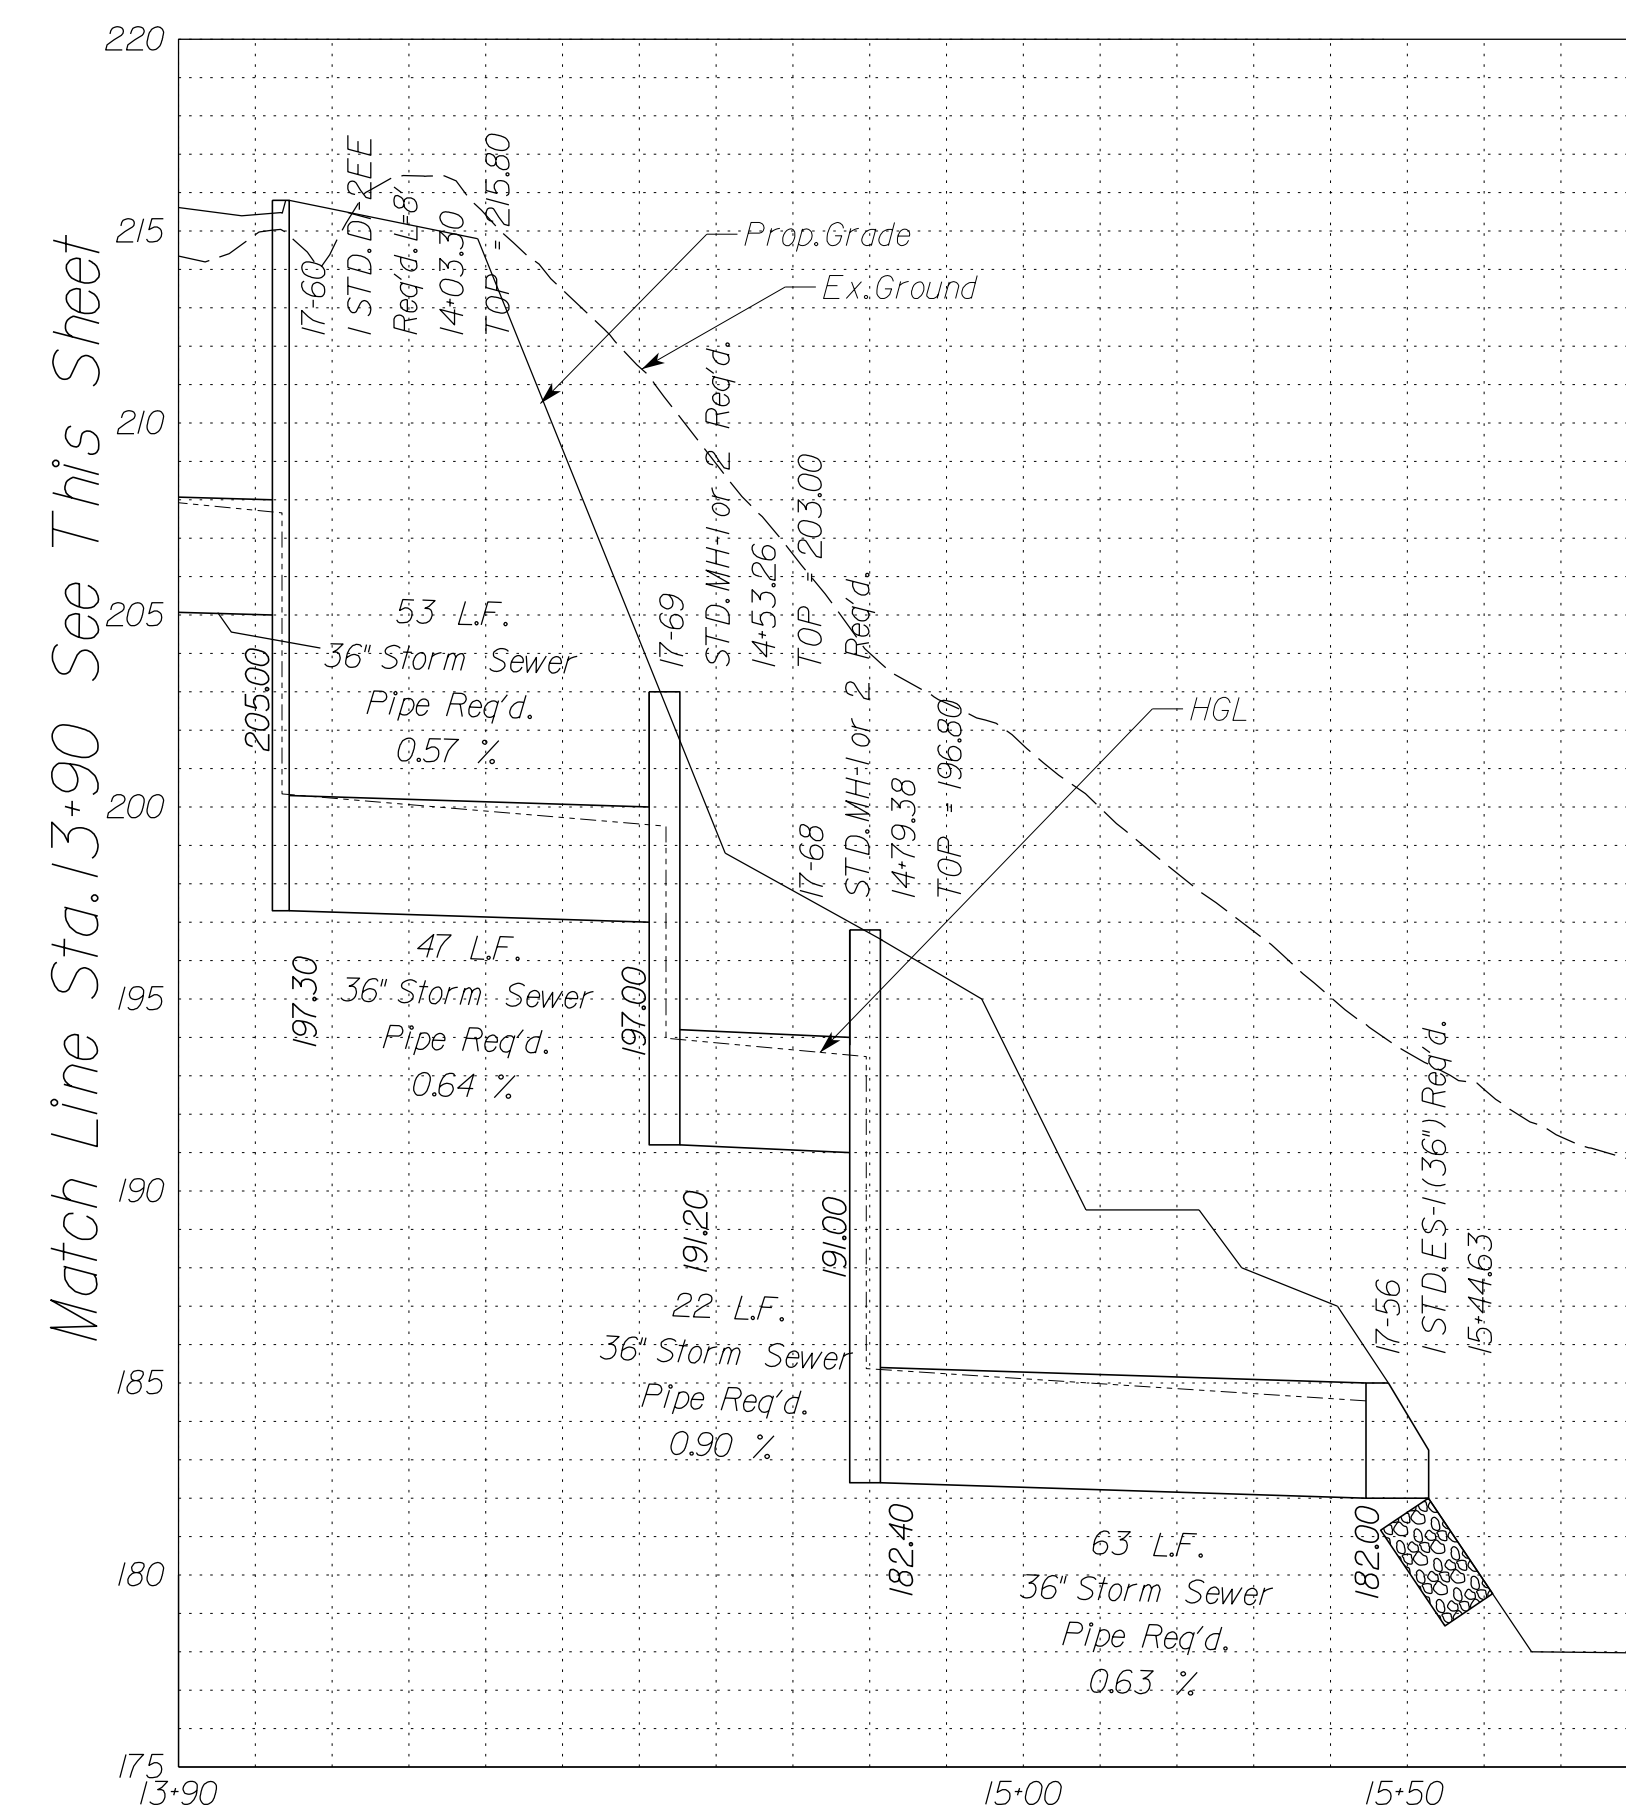 220
215
210
205
200
195
190
185
180
175
13+90
15+00
15+50
Match Line Sta. 13+90 See This Sheet
17-60
1 STD. DI-2EE
Req'd. L=8'
14+03.30
TOP = 215.80
Prop. Grade
Ex. Ground
17-69
STD. MH-1 or 2 Req'd.
14+53.26
TOP = 203.00
17-68
STD. MH-1 or 2 Req'd.
14+79.38
TOP = 196.80
HGL
205.00
53 L.F.
36" Storm Sewer
Pipe Req'd.
0.57 %
197.30
47 L.F.
36" Storm Sewer
Pipe Req'd.
0.64 %
197.00
191.20
191.00
22 L.F.
36" Storm Sewer
Pipe Req'd.
0.90 %
17-56
1 STD. ES-1 (36") Req'd.
15+44.63
182.40
63 L.F.
36" Storm Sewer
Pipe Req'd.
0.63 %
182.00